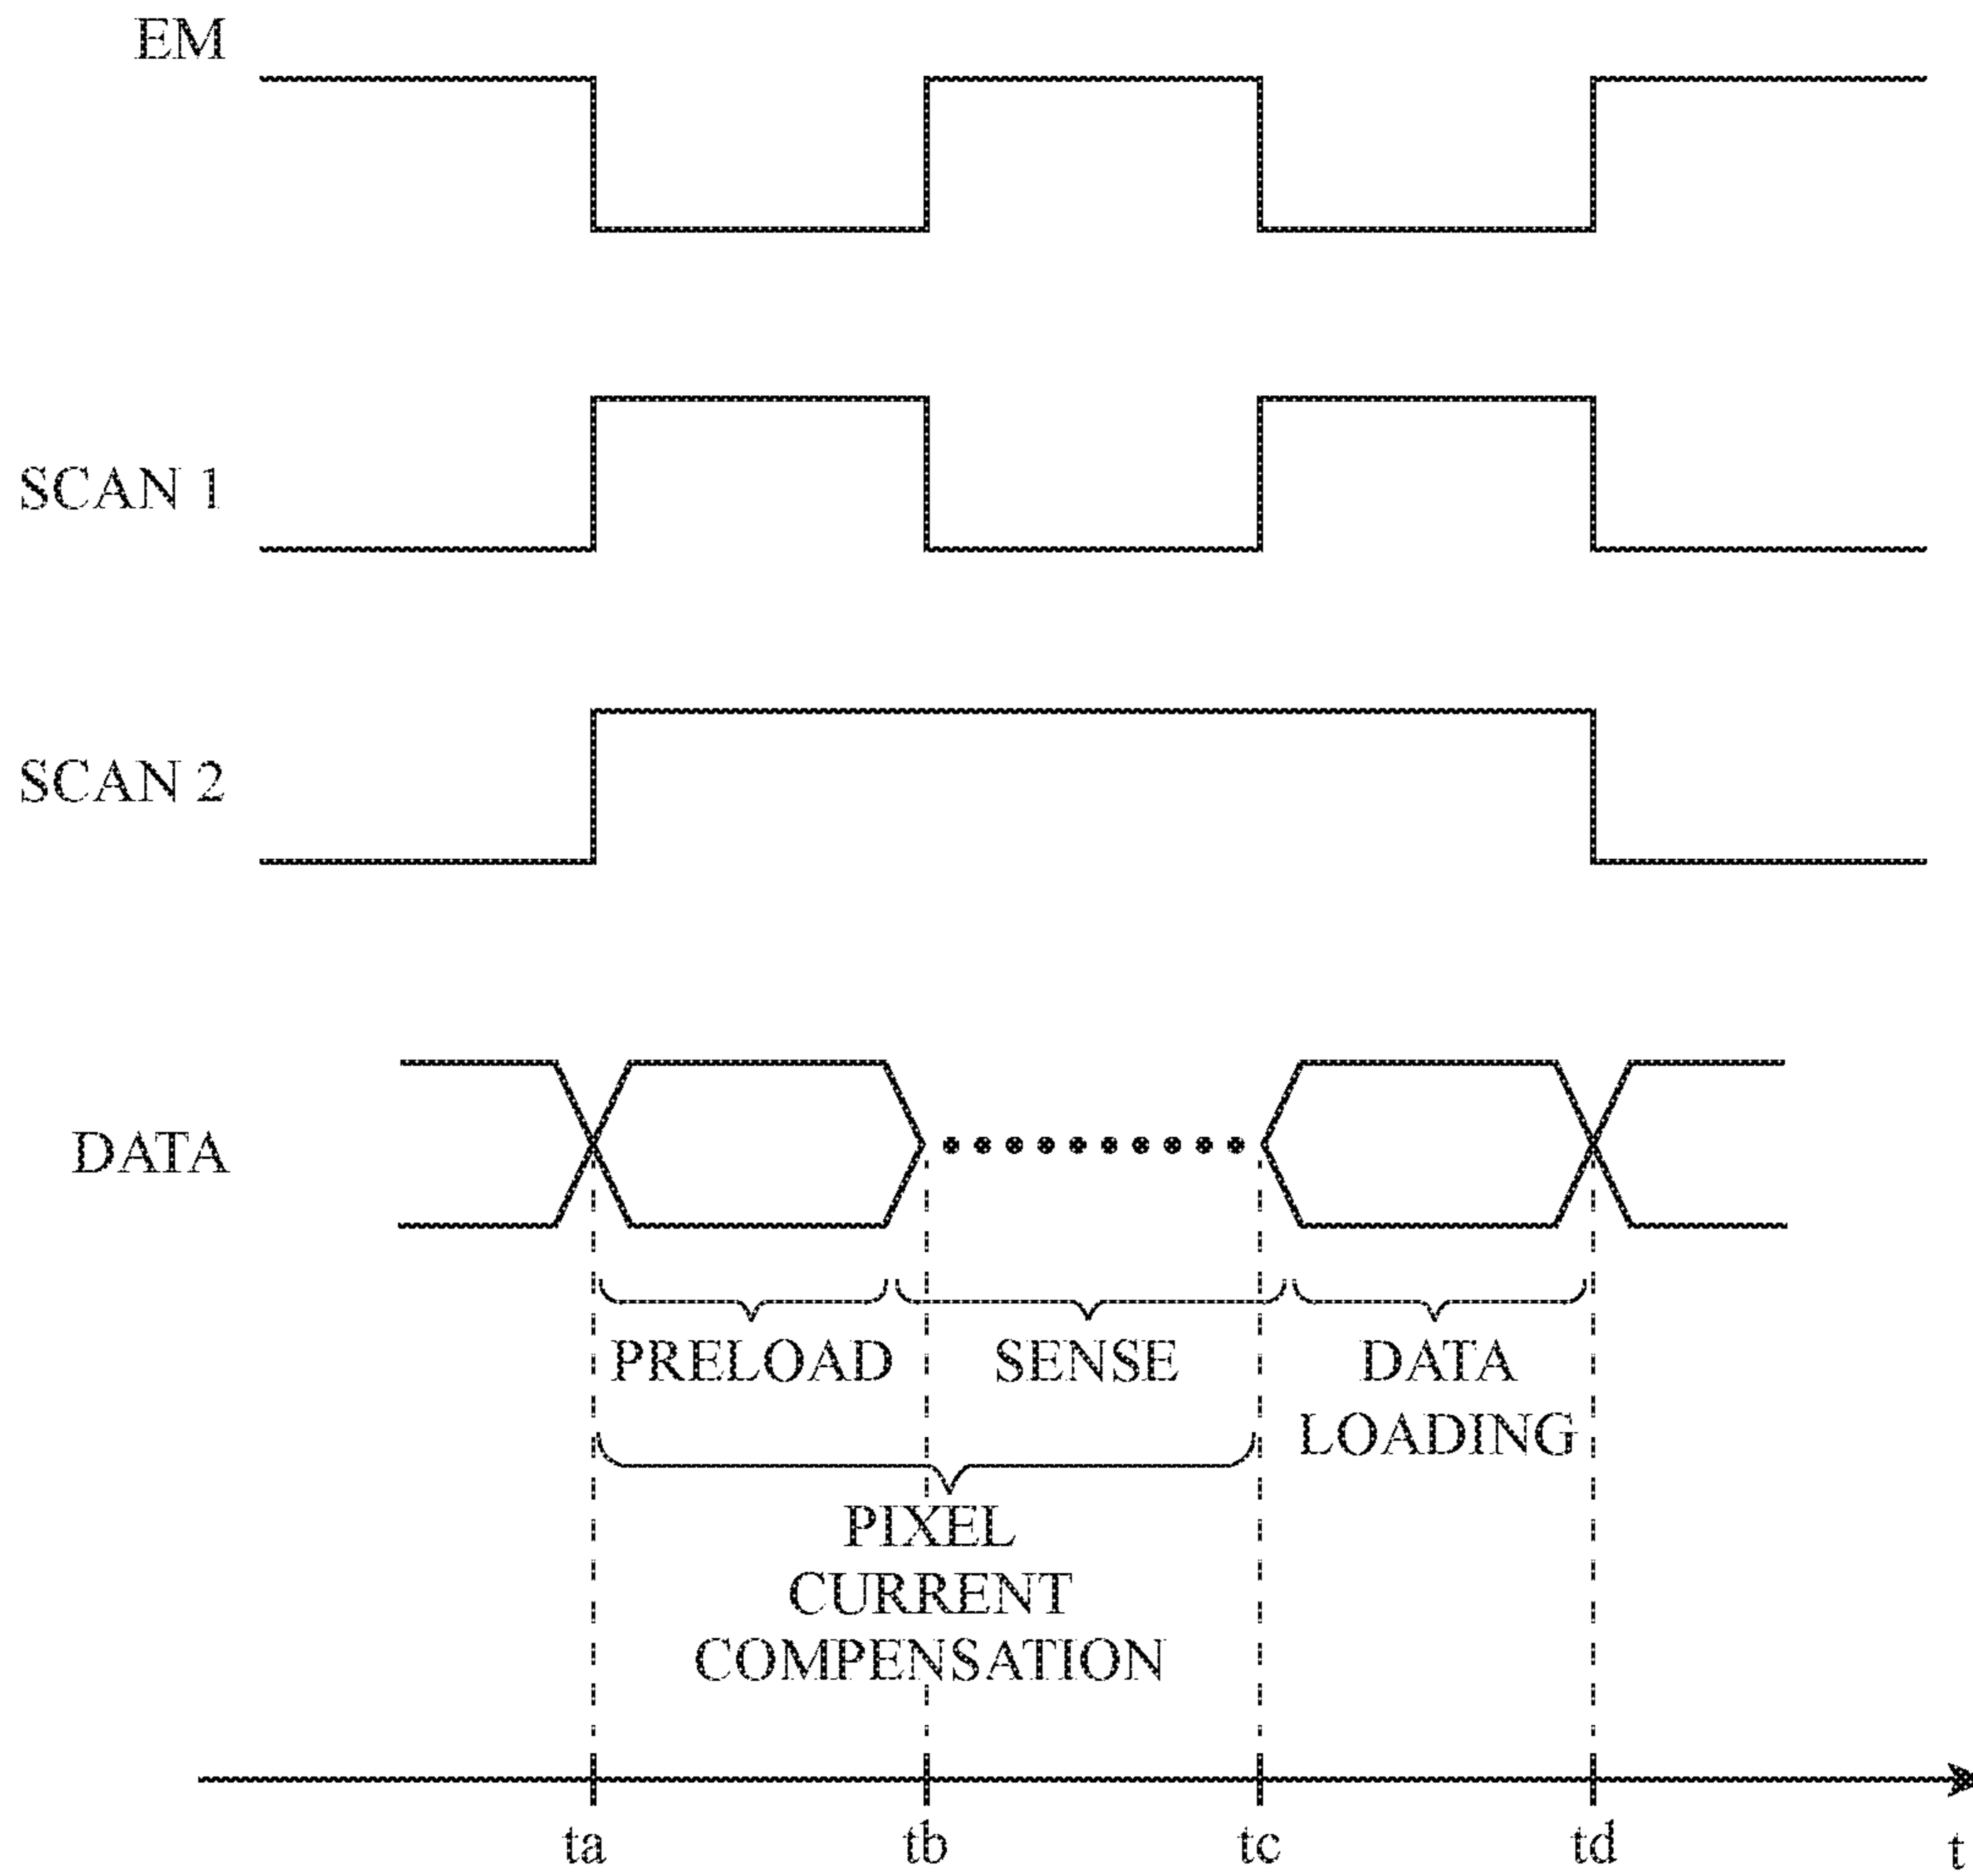 EM
SCAN 1
SCAN 2
DATA
PRELOAD
SENSE
DATA
LOADING
PIXEL
CURRENT
COMPENSATION
ta
tb
tc
td
t